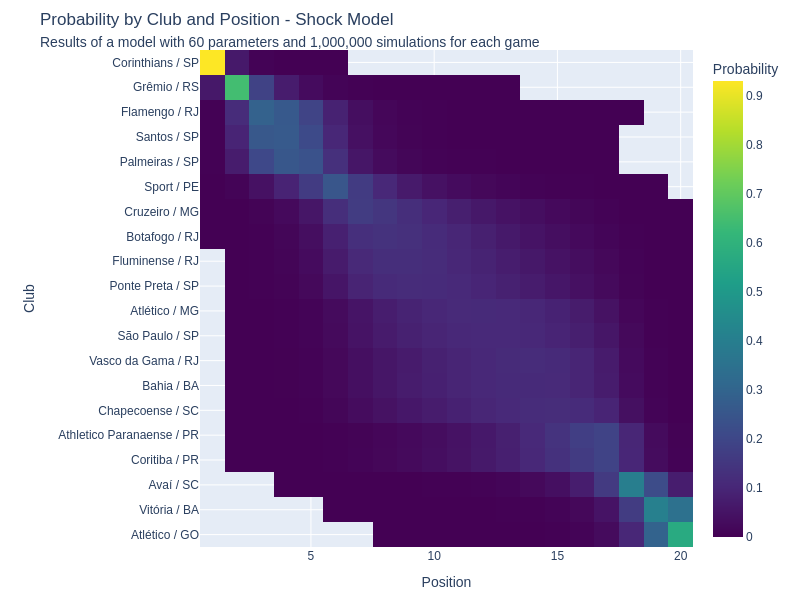 Probability by Club and Position - Shock Model
Results of a model with 60 parameters and 1,000,000 simulations for each game
Corinthians / SP
Grêmio / RS
Flamengo / RJ
Santos / SP
Palmeiras / SP
Sport / PE
Cruzeiro / MG
Botafogo / RJ
Fluminense / RJ
Ponte Preta / SP
Atlético / MG
São Paulo / SP
Vasco da Gama / RJ
Bahia / BA
Chapecoense / SC
Athletico Paranaense / PR
Coritiba / PR
Avaí / SC
Vitória / BA
Atlético / GO
Club
5
10
15
20
Position
Probability
0.9
0.8
0.7
0.6
0.5
0.4
0.3
0.2
0.1
0